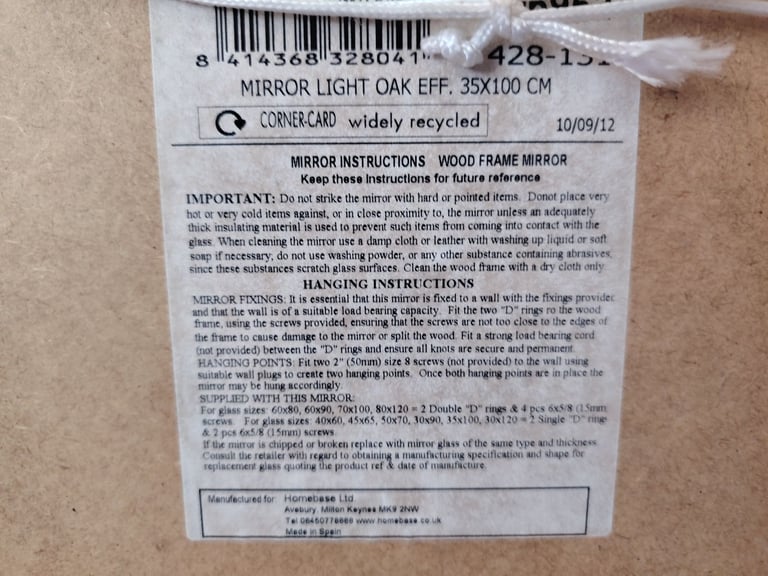 8 414368 328041
428-151
MIRROR LIGHT OAK EFF. 35X100 CM
CORNER-CARD widely recycled
10/09/12
MIRROR INSTRUCTIONS WOOD FRAME MIRROR
Keep these Instructions for future reference
IMPORTANT: Do not strike the mirror with hard or pointed items. Donot place very
hot or very cold items against, or in close proximity to, the mirror unless an adequately
thick insulating material is used to prevent such items from coming into contact with the
glass. When cleaning the mirror use a damp cloth or leather with washing up liquid or soft
soap if necessary, do not use washing powder, or any other substance containing abrasives,
since these substances scratch glass surfaces. Clean the wood frame with a dry cloth only.
HANGING INSTRUCTIONS
MIRROR FIXINGS: It is essential that this mirror is fixed to a wall with the fixings provided
and that the wall is of a suitable load bearing capacity. Fit the two "D" rings ro the wood
frame, using the screws provided, ensuring that the screws are not too close to the edges of
the frame to cause damage to the mirror or split the wood. Fit a strong load bearing cord
(not provided) between the "D" rings and ensure all knots are secure and permanent.
HANGING POINTS: Fit two 2" (50mm) size 8 screws (not provided) to the wall using
suitable wall plugs to create two hanging points. Once both hanging points are in place the
mirror may be hung accordingly.
SUPPLIED WITH THIS MIRROR:
For glass sizes: 60x80, 60x90, 70x100, 80x120 = 2 Double "D" rings & 4 pcs 6x5/8 (15mm
screws. For glass sizes: 40x60, 45x65, 50x70, 30x90, 35x100, 30x120 = 2 Single "D" rings
& 2 pcs 6x5/8 (15mm) screws.
If the mirror is chipped or broken replace with mirror glass of the same type and thickness.
Consult the retailer with regard to obtaining a manufacturing specification and shape for
replacement glass quoting the product ref & date of manufacture.
Manufactured for: Homebase Ltd.
Avebury, Milton Keynes MK9 2NW
Tel www.homebase.co.uk
Made in Spain